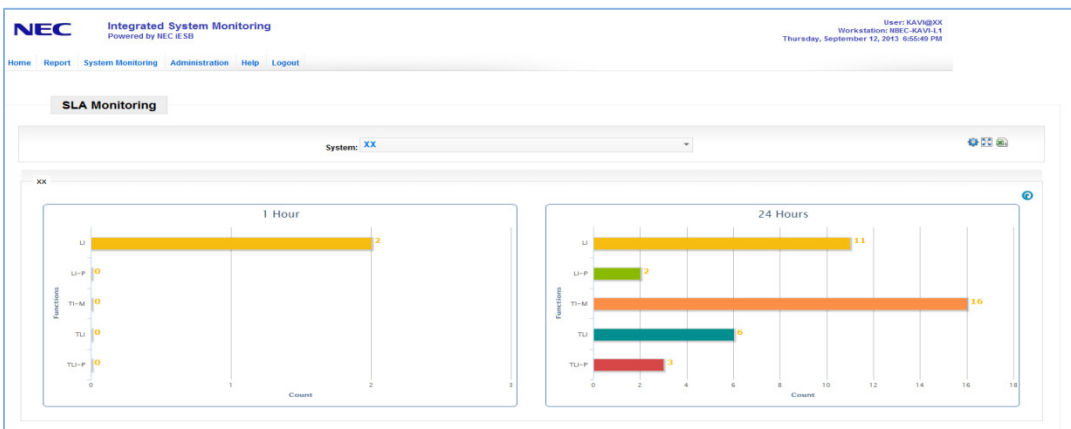 NEC
Integrated System Monitoring
Powered by NEC iESB
User: KAVI@XX
Workstation: NBEC-KAVI-L1
Thursday, September 12, 2013 6:55:49 PM
Home Report System Monitoring Administration Help Logout
SLA Monitoring
System: XX
XX
1 Hour
Functions
LI 2
LI-P 0
TI-M 0
TLI 0
TLI-P 0
0 1 2 3
Count
24 Hours
Functions
LI 11
LI-P 2
TI-M 16
TLI 6
TLI-P 3
0 2 4 6 8 10 12 14 16 18
Count